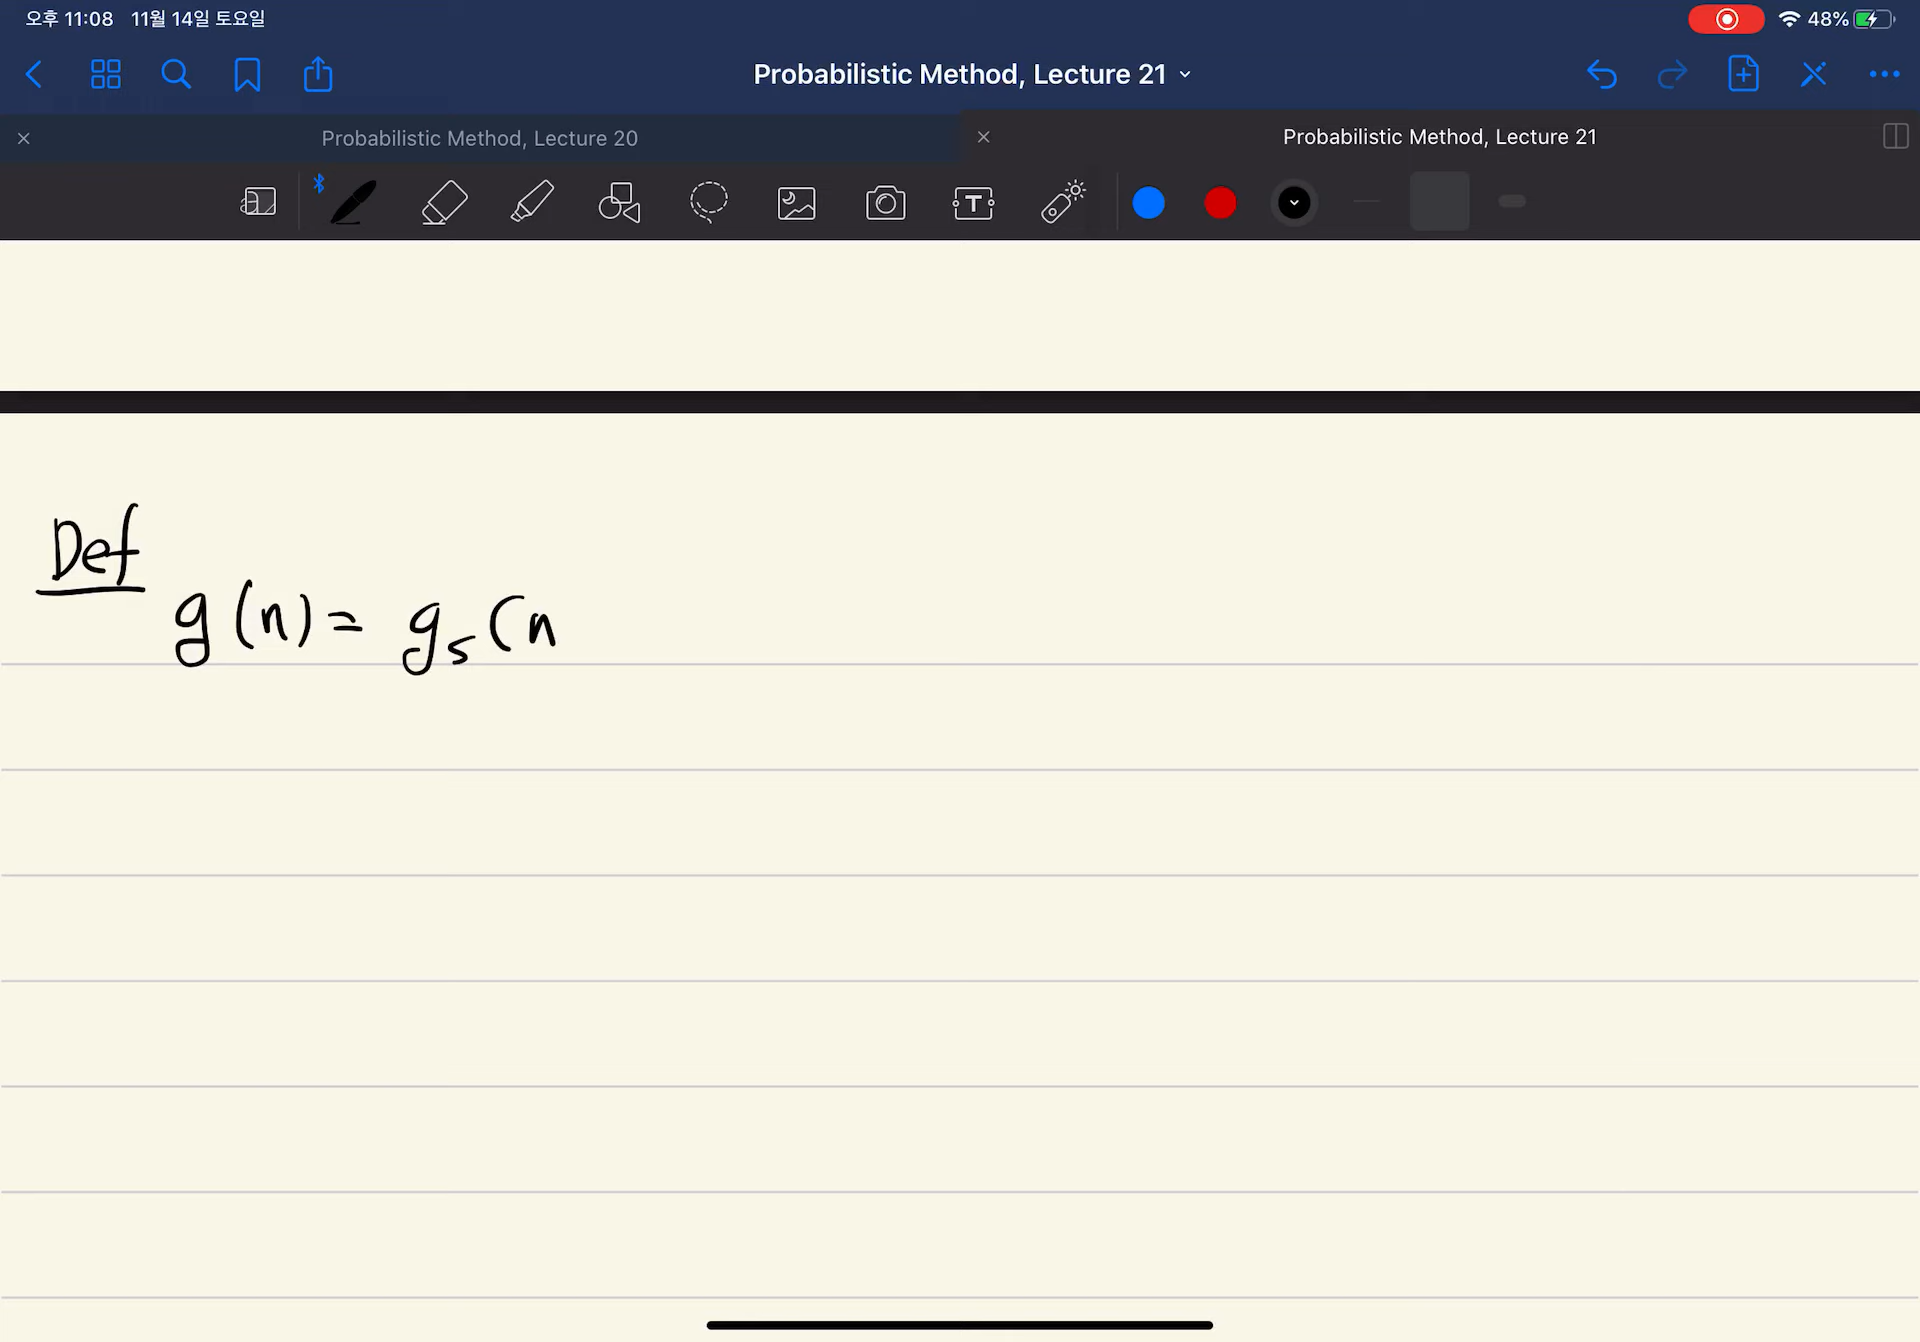 오후 11:08 11월 14일 토요일 48%
Probabilistic Method, Lecture 21
Probabilistic Method, Lecture 20 Probabilistic Method, Lecture 21
T
Def
g(n) = g_s(n